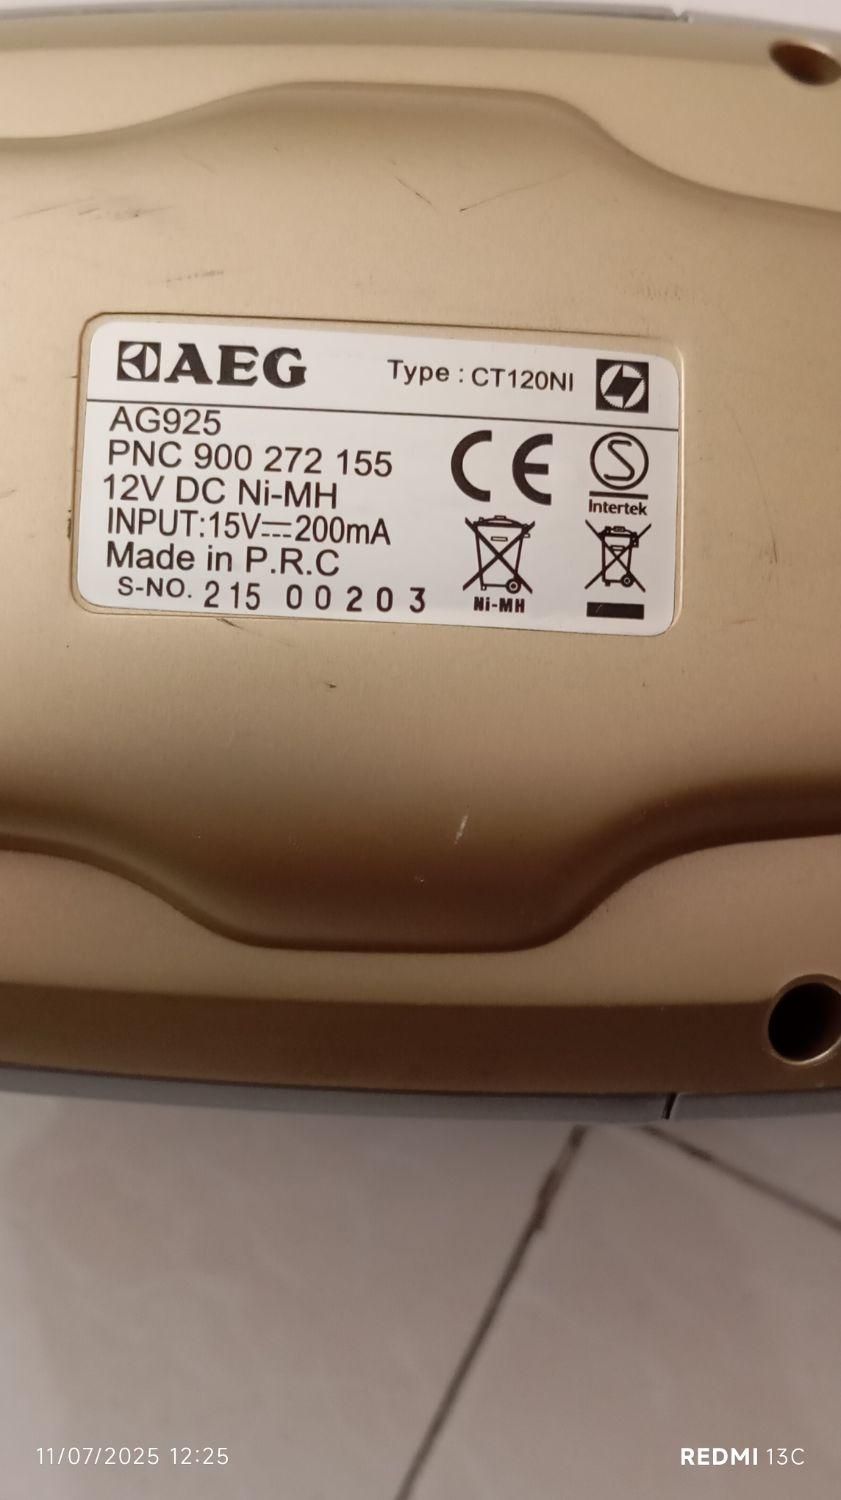 AEG Type : CT120NI
AG925
PNC 900 272 155
12V DC Ni-MH
INPUT:15V⎓200mA
Made in P.R.C
S-NO. 215 00203
CE
S
Intertek
Ni-MH
11/07/2025 12:25
REDMI 13C